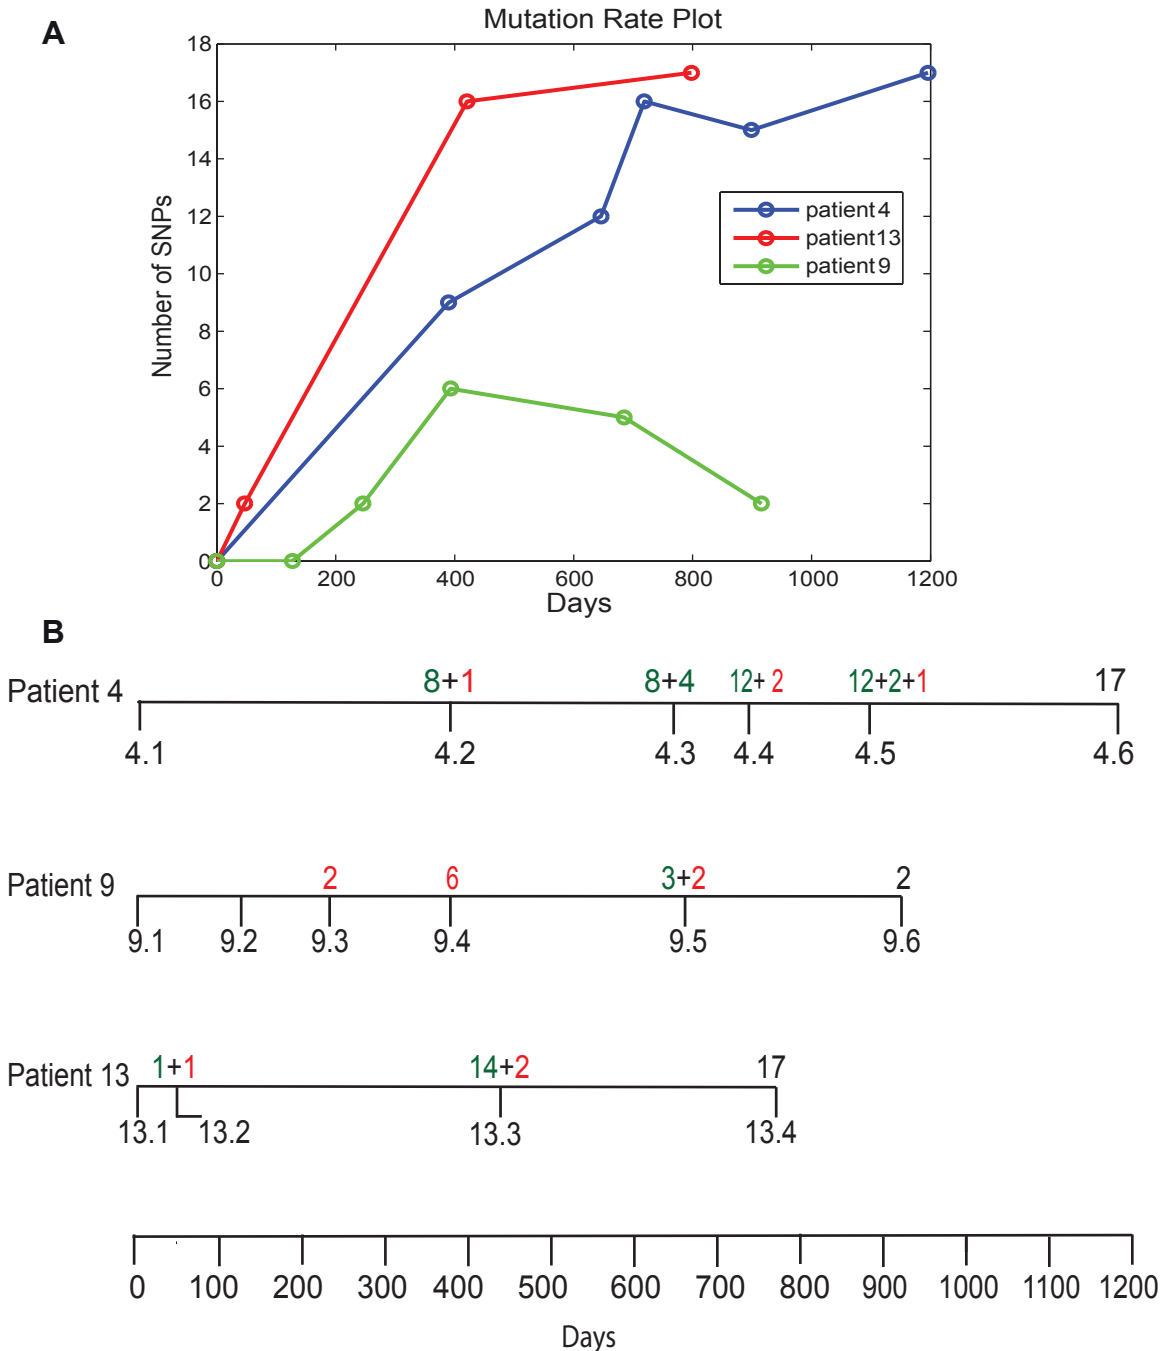 A
Mutation Rate Plot
Number of SNPs
18
16
14
12
10
8
6
4
2
0
patient4
patient13
patient9
0 200 400 600 800 1000 1200
Days
B
Patient 4
8+1 8+4 12+ 2 12+2+1 17
4.1 4.2 4.3 4.4 4.5 4.6
Patient 9
2 6 3+2 2
9.1 9.2 9.3 9.4 9.5 9.6
Patient 13
1+1 14+2 17
13.1 13.2 13.3 13.4
0 100 200 300 400 500 600 700 800 900 1000 1100 1200
Days